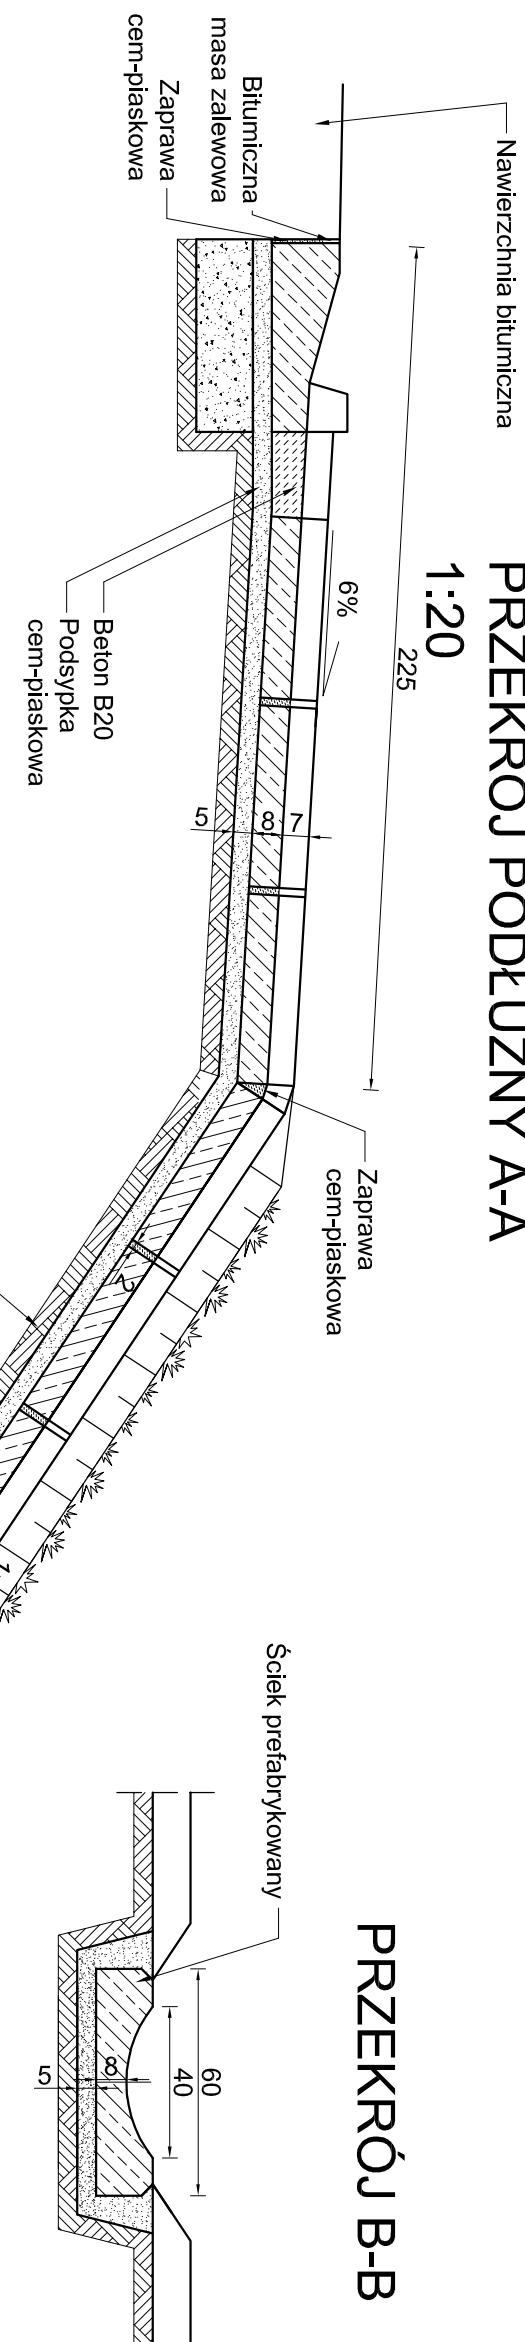 PRZEKRÓJ PODŁUŻNY A-A
1:20
Nawierzchnia bitumiczna
Bitumiczna
masa zalewowa
Zaprawa
cem-piaskowa
225
6%
Beton B20
Podsypka
cem-piaskowa
5
8
7
Zaprawa
cem-piaskowa
2
PRZEKRÓJ B-B
Ściek prefabrykowany
60
40
8
5